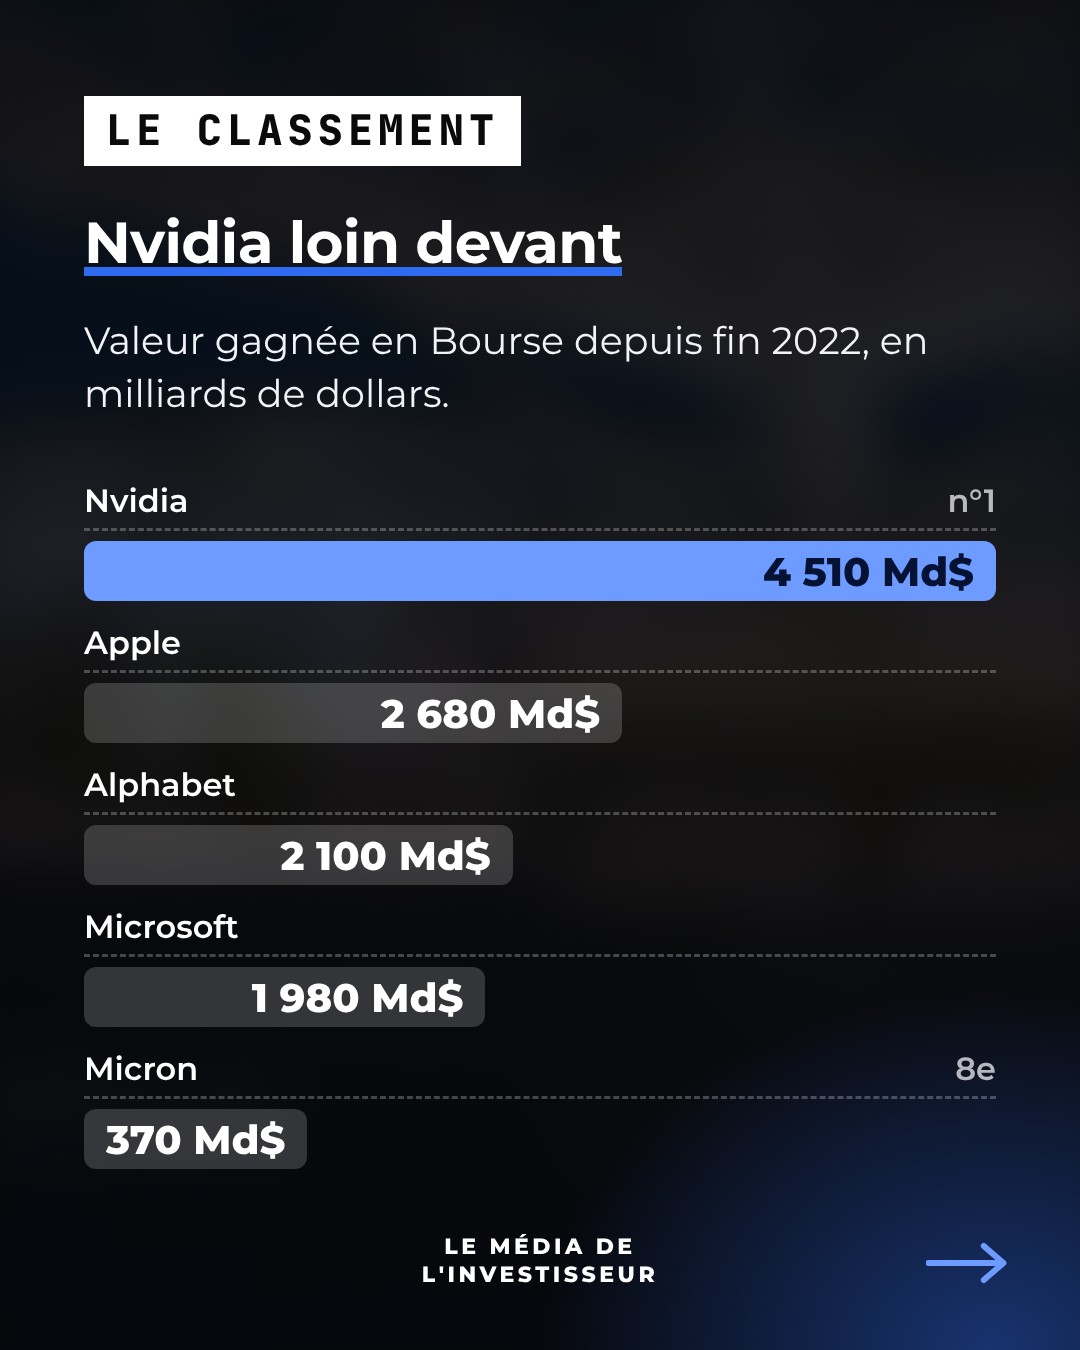 LE CLASSEMENT
Nvidia loin devant
Valeur gagnée en Bourse depuis fin 2022, en
milliards de dollars.
Nvidia n°1
4 510 Md$
Apple
2 680 Md$
Alphabet
2 100 Md$
Microsoft
1 980 Md$
Micron 8e
370 Md$
LE MÉDIA DE
L'INVESTISSEUR